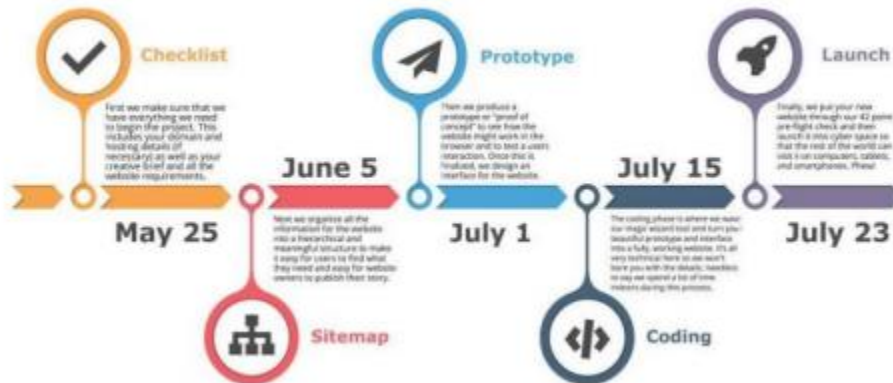 Checklist
First we make sure that we
have everything we need
to begin the project. This
includes your domain and
hosting details (if
necessary) as well as your
creative brief and all the
website requirements.
May 25
June 5
Next we organize all the
information for the website
into a hierarchical and
meaningful structure to make
it easy for users to find what
they need and easy for website
owners to publish their story.
Sitemap
Prototype
Then we produce a
prototype or "proof of
concept" to see how the
website might work in the
browser and to test a users
interaction. Once this is
finalized, we design an
interface for the website.
July 1
July 15
The coding phase is where we
our magic wizard tool and turn
beautiful prototype and interface
into a fully, working website. It's all
very technical here so we won't
bore you with the details; needless
to say we spend a lot of time
indoors during this process.
Coding
Launch
Finally, we put your new
website through our 42 point
pre-flight check and then
launch it into cyber space so
that the rest of the world can
visit it on computers, tablets,
and smartphones. Phew!
July 23